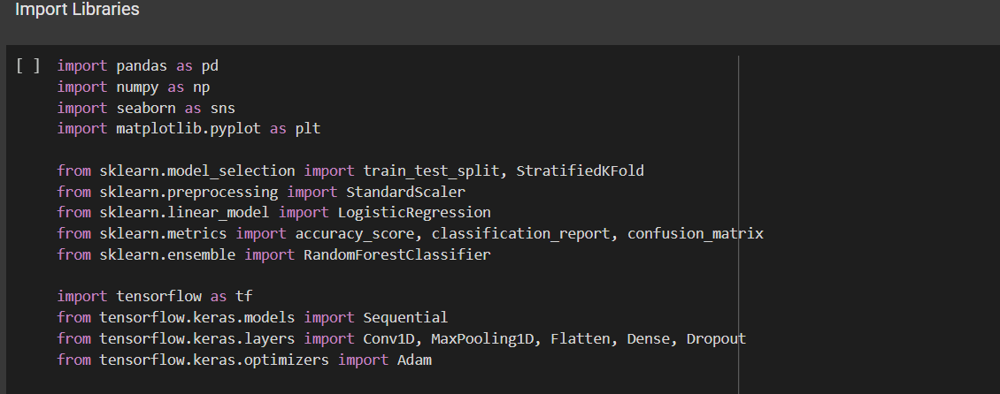 Import Libraries
[ ] import pandas as pd
import numpy as np
import seaborn as sns
import matplotlib.pyplot as plt
from sklearn.model_selection import train_test_split, StratifiedKFold
from sklearn.preprocessing import StandardScaler
from sklearn.linear_model import LogisticRegression
from sklearn.metrics import accuracy_score, classification_report, confusion_matrix
from sklearn.ensemble import RandomForestClassifier
import tensorflow as tf
from tensorflow.keras.models import Sequential
from tensorflow.keras.layers import Conv1D, MaxPooling1D, Flatten, Dense, Dropout
from tensorflow.keras.optimizers import Adam